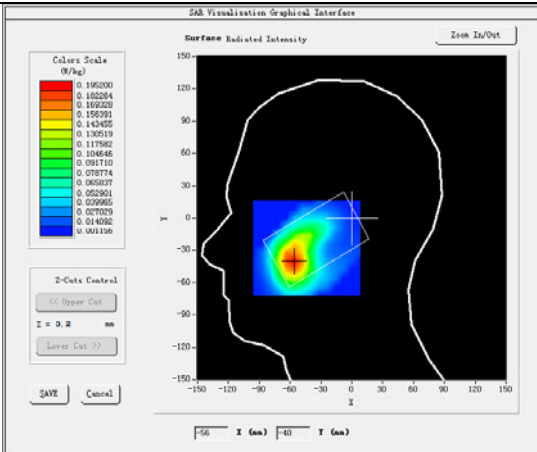 SAR Visualisation Graphical Interface
Surface Radiated Intensity
Zoom In/Out
Colors Scale
(W/kg)
0.195200
0.182264
0.169328
0.156391
0.143455
0.130519
0.117582
0.104646
0.091710
0.078774
0.065837
0.052901
0.039965
0.027029
0.014092
0.001156
Z-Cuts Control
<< Upper Cut
Z = 3.2 mm
Lower Cut >>
SAVE
Cancel
150
90
60
30
0
-30
-60
-90
-120
-150
Y
-150 -120 -90 -60 -30 0 30 60 90 120 150
X
-56 X (mm) -40 Y (mm)